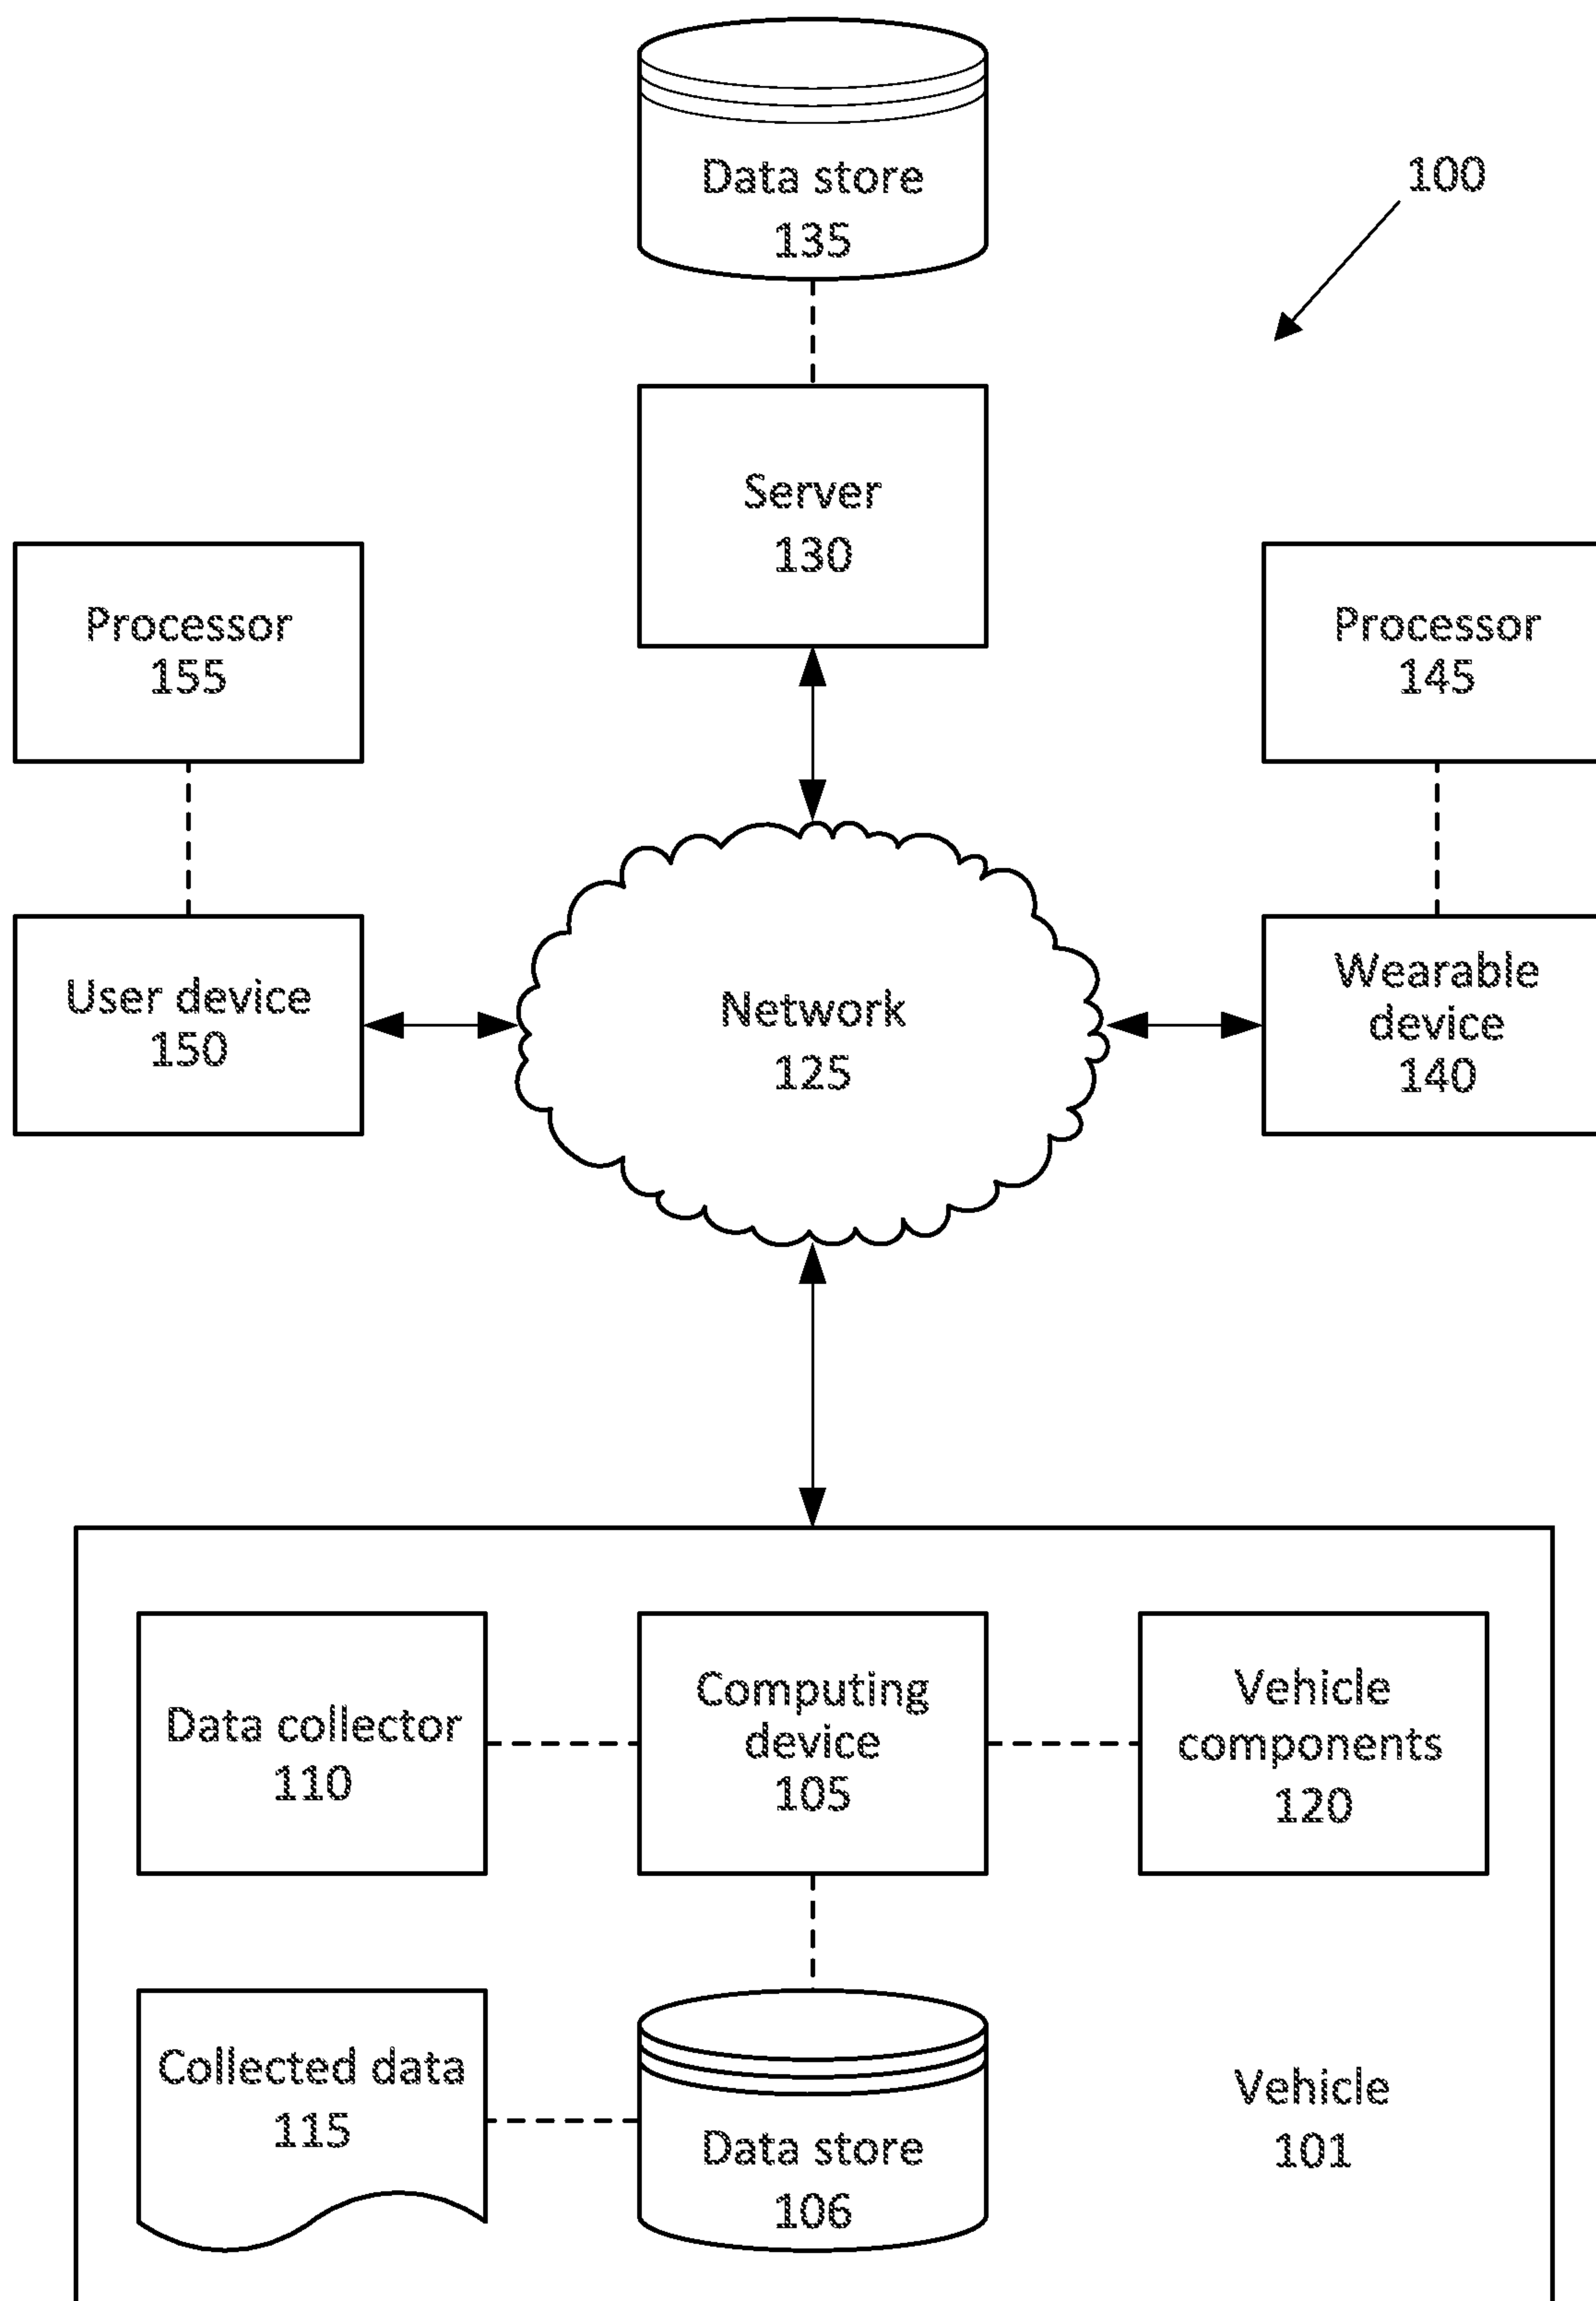 Data store
135
100
Server
130
Processor
155
Processor
145
User device
150
Network
125
Wearable
device
140
Data collector
110
Computing
device
105
Vehicle
components
120
Collected data
115
Data store
106
Vehicle
101